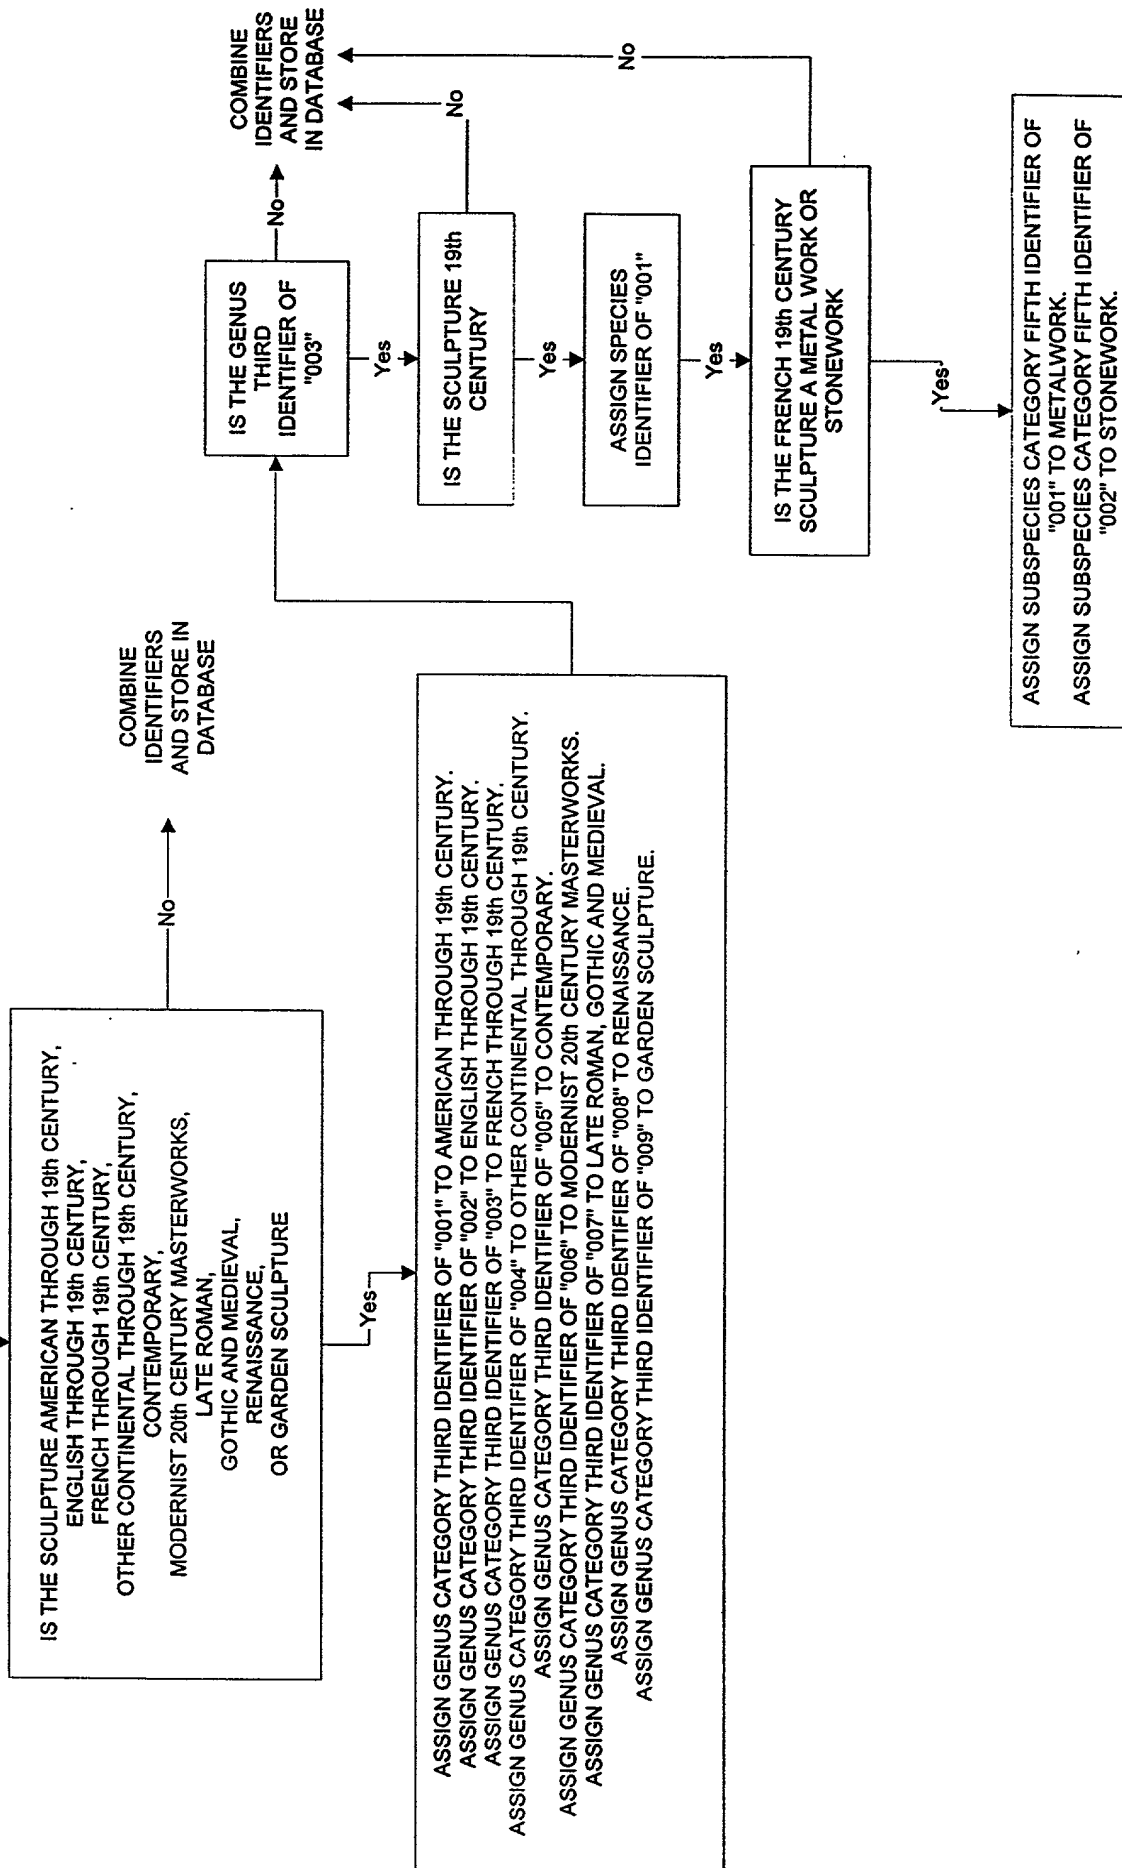 IS THE SCULPTURE AMERICAN THROUGH 19th CENTURY,
ENGLISH THROUGH 19th CENTURY,
FRENCH THROUGH 19th CENTURY,
OTHER CONTINENTAL THROUGH 19th CENTURY,
CONTEMPORARY,
MODERNIST 20th CENTURY MASTERWORKS,
LATE ROMAN,
GOTHIC AND MEDIEVAL,
RENAISSANCE,
OR GARDEN SCULPTURE
No
COMBINE
IDENTIFIERS
AND STORE IN
DATABASE
Yes
ASSIGN GENUS CATEGORY THIRD IDENTIFIER OF "001" TO AMERICAN THROUGH 19th CENTURY.
ASSIGN GENUS CATEGORY THIRD IDENTIFIER OF "002" TO ENGLISH THROUGH 19th CENTURY.
ASSIGN GENUS CATEGORY THIRD IDENTIFIER OF "003" TO FRENCH THROUGH 19th CENTURY.
ASSIGN GENUS CATEGORY THIRD IDENTIFIER OF "004" TO OTHER CONTINENTAL THROUGH 19th CENTURY.
ASSIGN GENUS CATEGORY THIRD IDENTIFIER OF "005" TO CONTEMPORARY.
ASSIGN GENUS CATEGORY THIRD IDENTIFIER OF "006" TO MODERNIST 20th CENTURY MASTERWORKS.
ASSIGN GENUS CATEGORY THIRD IDENTIFIER OF "007" TO LATE ROMAN, GOTHIC AND MEDIEVAL.
ASSIGN GENUS CATEGORY THIRD IDENTIFIER OF "008" TO RENAISSANCE.
ASSIGN GENUS CATEGORY THIRD IDENTIFIER OF "009" TO GARDEN SCULPTURE.
IS THE GENUS
THIRD
IDENTIFIER OF
"003"
No
COMBINE
IDENTIFIERS
AND STORE
IN DATABASE
Yes
IS THE SCULPTURE 19th
CENTURY
No
Yes
ASSIGN SPECIES
IDENTIFIER OF "001"
Yes
IS THE FRENCH 19th CENTURY
SCULPTURE A METAL WORK OR
STONEWORK
No
Yes
ASSIGN SUBSPECIES CATEGORY FIFTH IDENTIFIER OF
"001" TO METALWORK.
ASSIGN SUBSPECIES CATEGORY FIFTH IDENTIFIER OF
"002" TO STONEWORK.